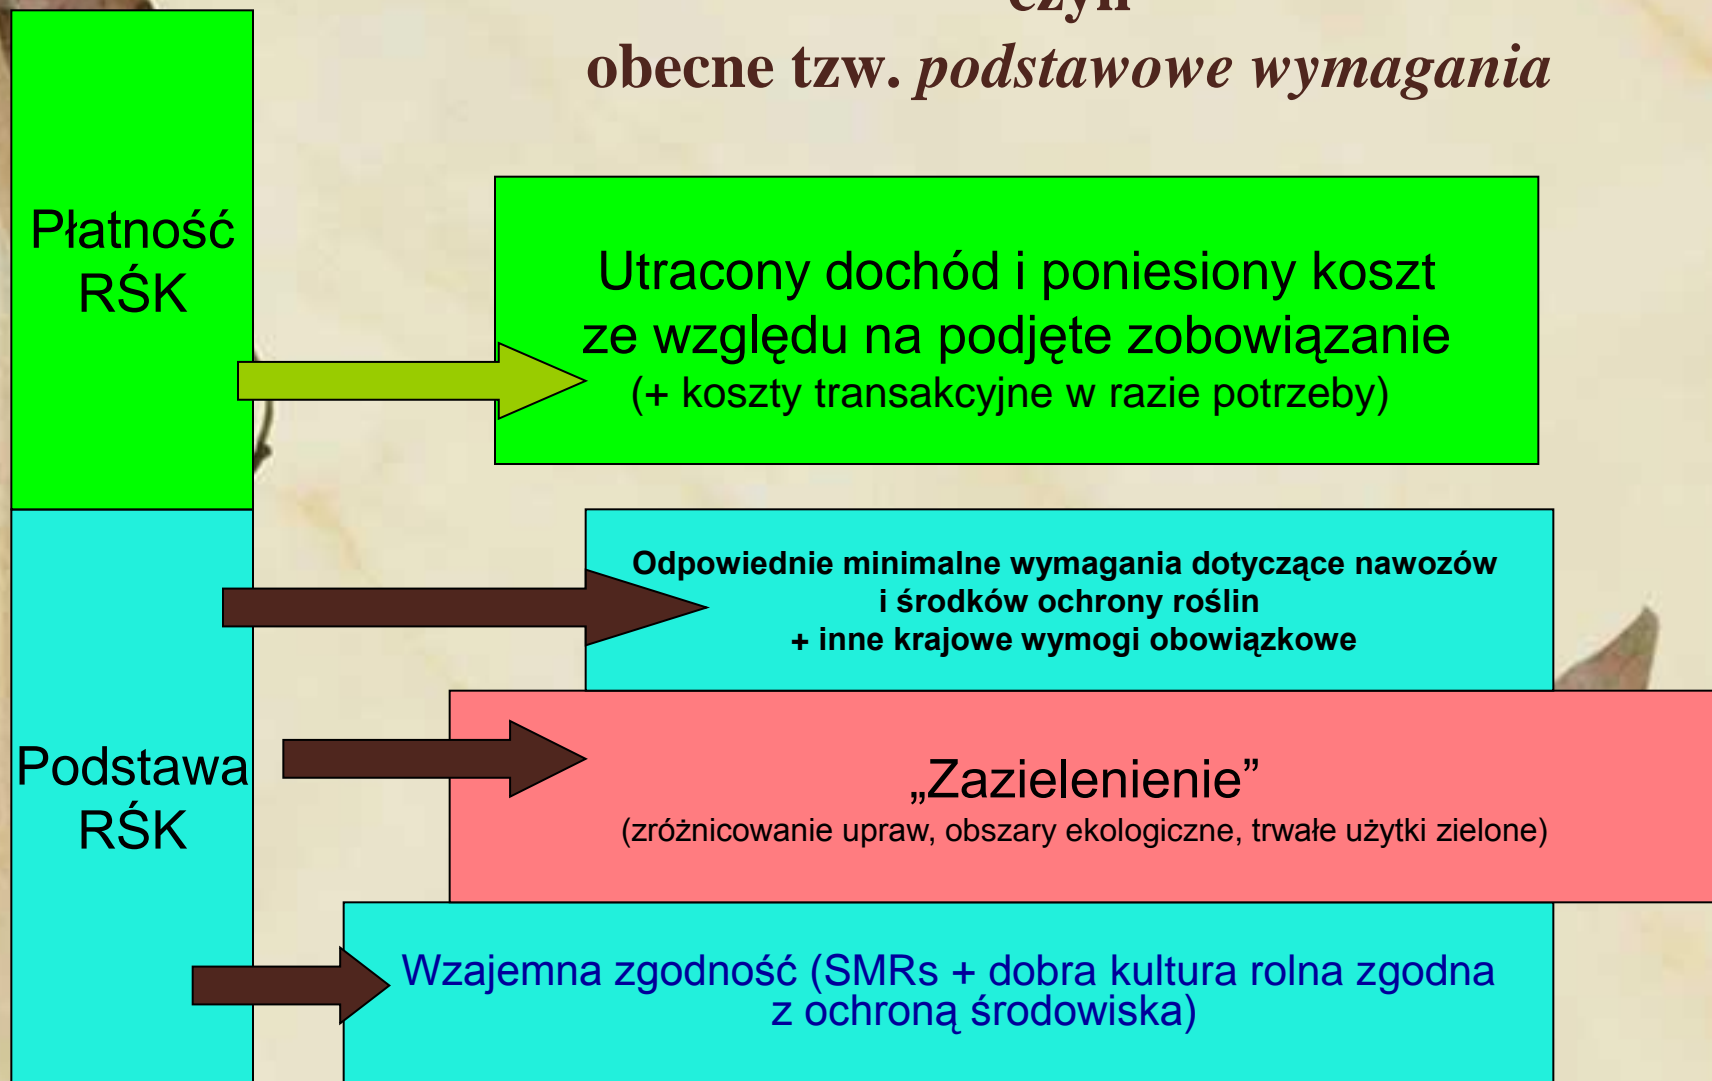 obecne tzw. podstawowe wymagania
Płatność
RŚK
Utracony dochód i poniesiony koszt
ze względu na podjęte zobowiązanie
(+ koszty transakcyjne w razie potrzeby)
Odpowiednie minimalne wymagania dotyczące nawozów
i środków ochrony roślin
+ inne krajowe wymogi obowiązkowe
Podstawa
RŚK
„Zazielenienie”
(zróżnicowanie upraw, obszary ekologiczne, trwałe użytki zielone)
Wzajemna zgodność (SMRs + dobra kultura rolna zgodna
z ochroną środowiska)